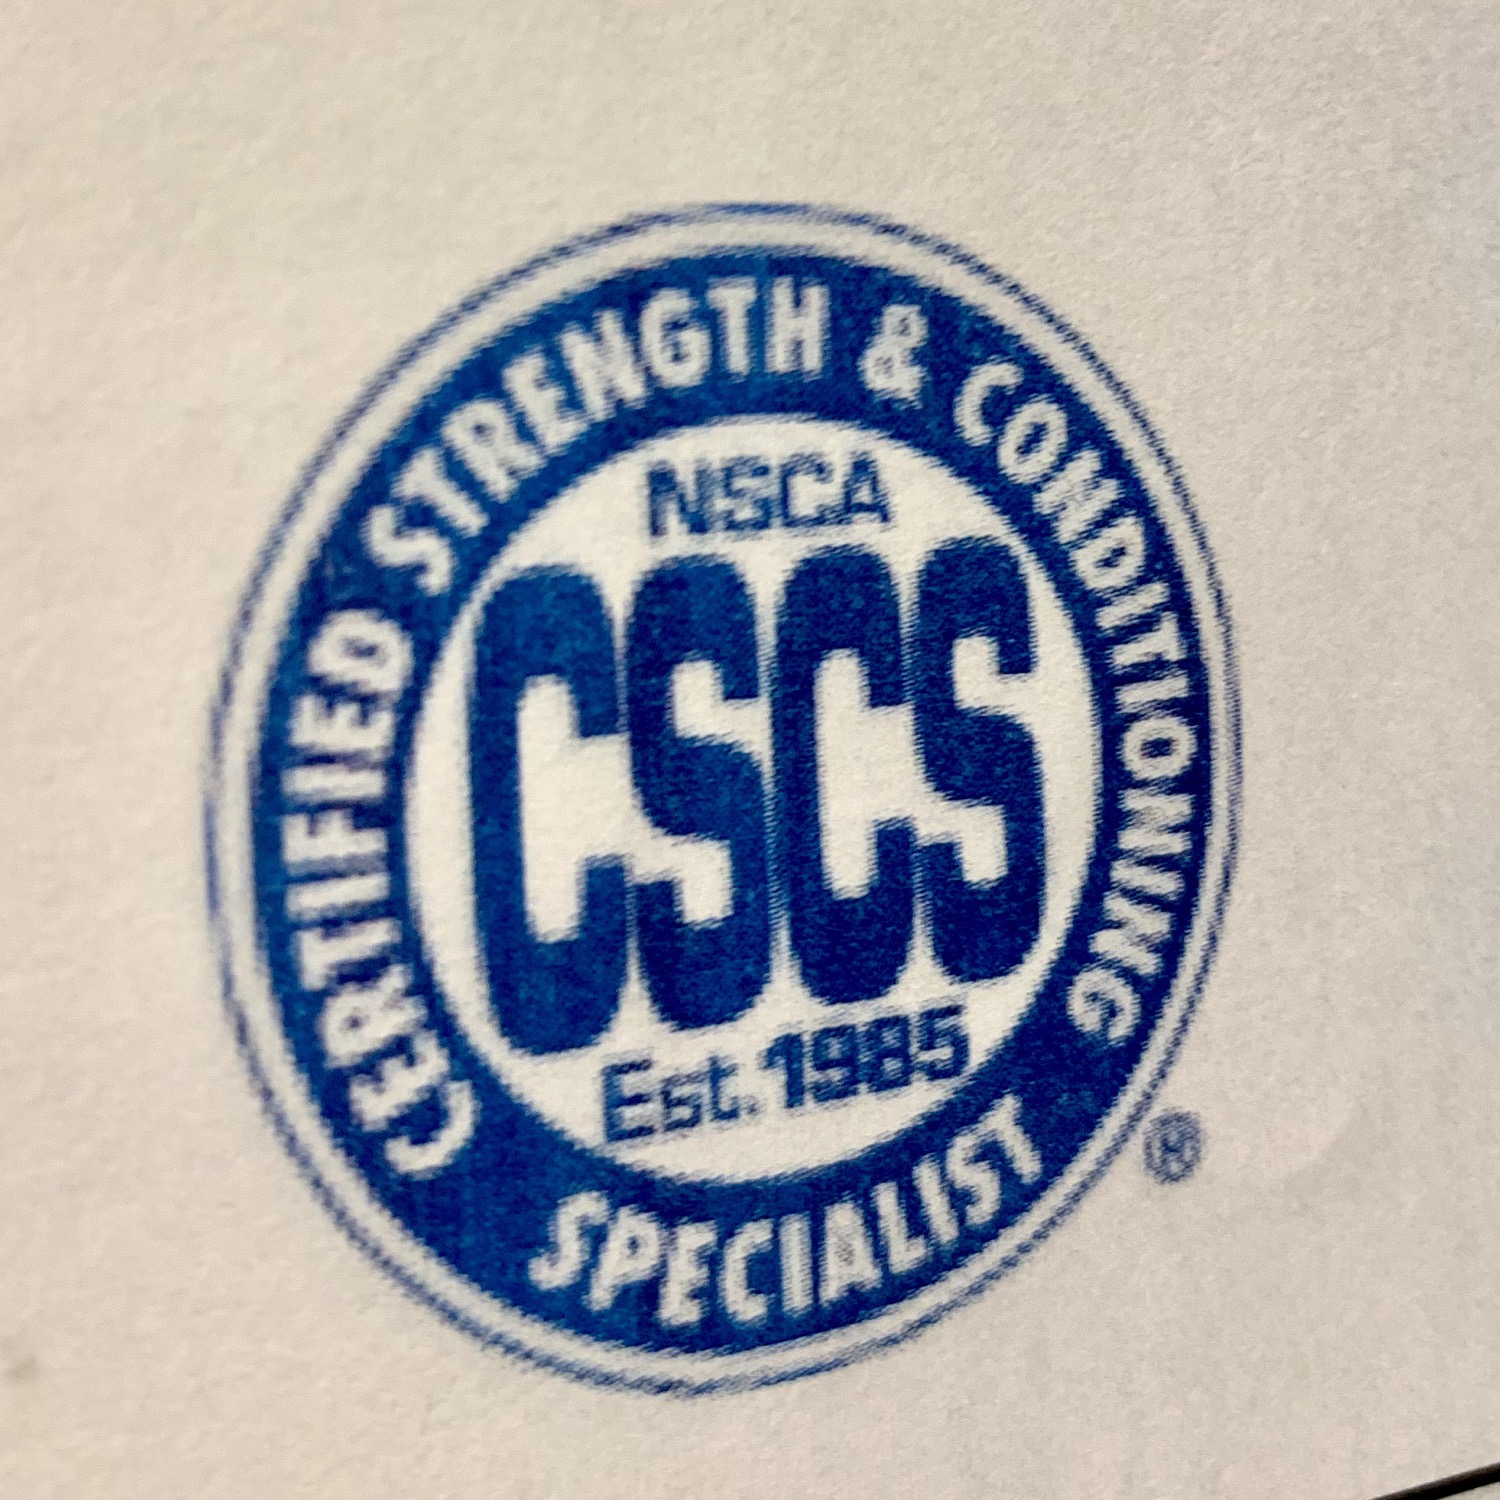 CERTIFIED STRENGTH & CONDITIONING
NSCA
CSCS
Est. 1985
SPECIALIST
®